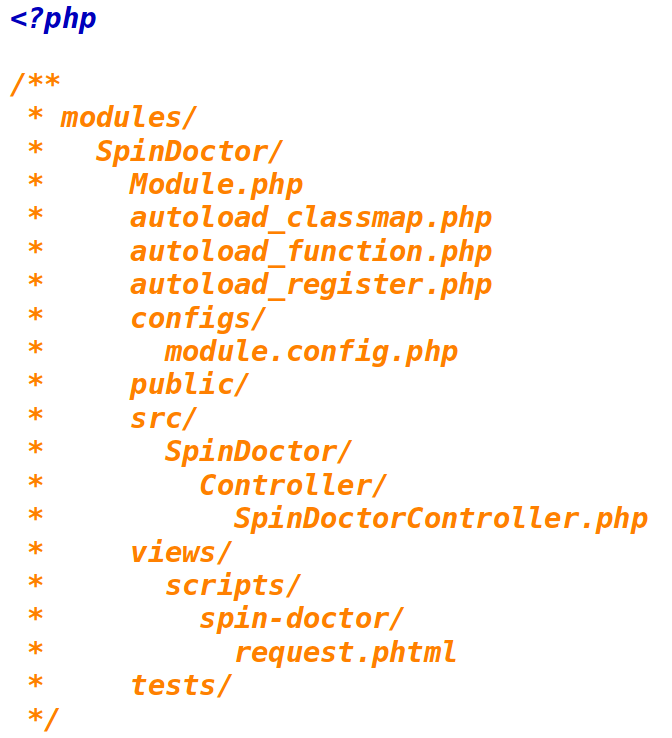 <?php

/**
 * modules/
 *   SpinDoctor/
 *     Module.php
 *     autoload_classmap.php
 *     autoload_function.php
 *     autoload_register.php
 *     configs/
 *       module.config.php
 *     public/
 *     src/
 *       SpinDoctor/
 *         Controller/
 *           SpinDoctorController.php
 *     views/
 *       scripts/
 *         spin-doctor/
 *           request.phtml
 *     tests/
 */